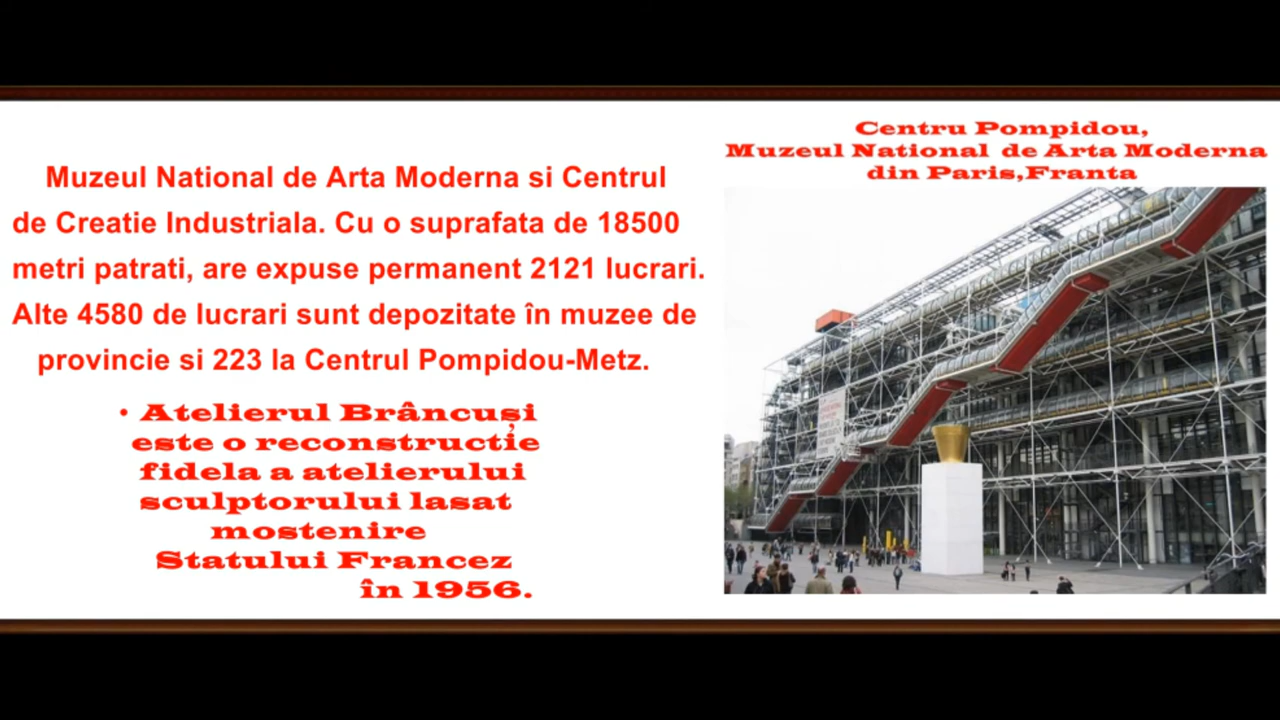 Muzeul National de Arta Moderna si Centrul
de Creatie Industriala. Cu o suprafata de 18500
metri patrati, are expuse permanent 2121 lucrari.
Alte 4580 de lucrari sunt depozitate în muzee de
provincie si 223 la Centrul Pompidou-Metz.
• Atelierul Brâncuși
este o reconstructie
fidela a atelierului
sculptorului lasat
mostenire
Statului Francez
în 1956.
Centru Pompidou,
Muzeul National de Arta Moderna
din Paris,Franta